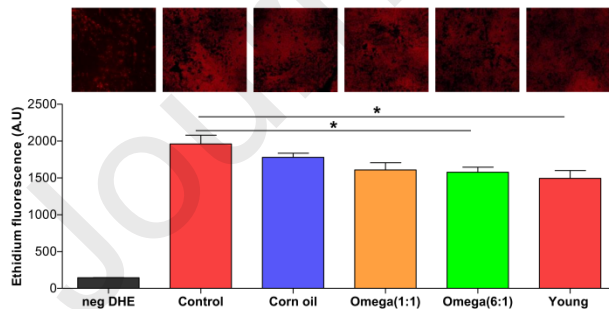 Journ
*
*
Ethidium fluorescence (A.U)
2500
2000
1500
1000
500
0
neg DHE Control Corn oil Omega(1:1) Omega(6:1) Young